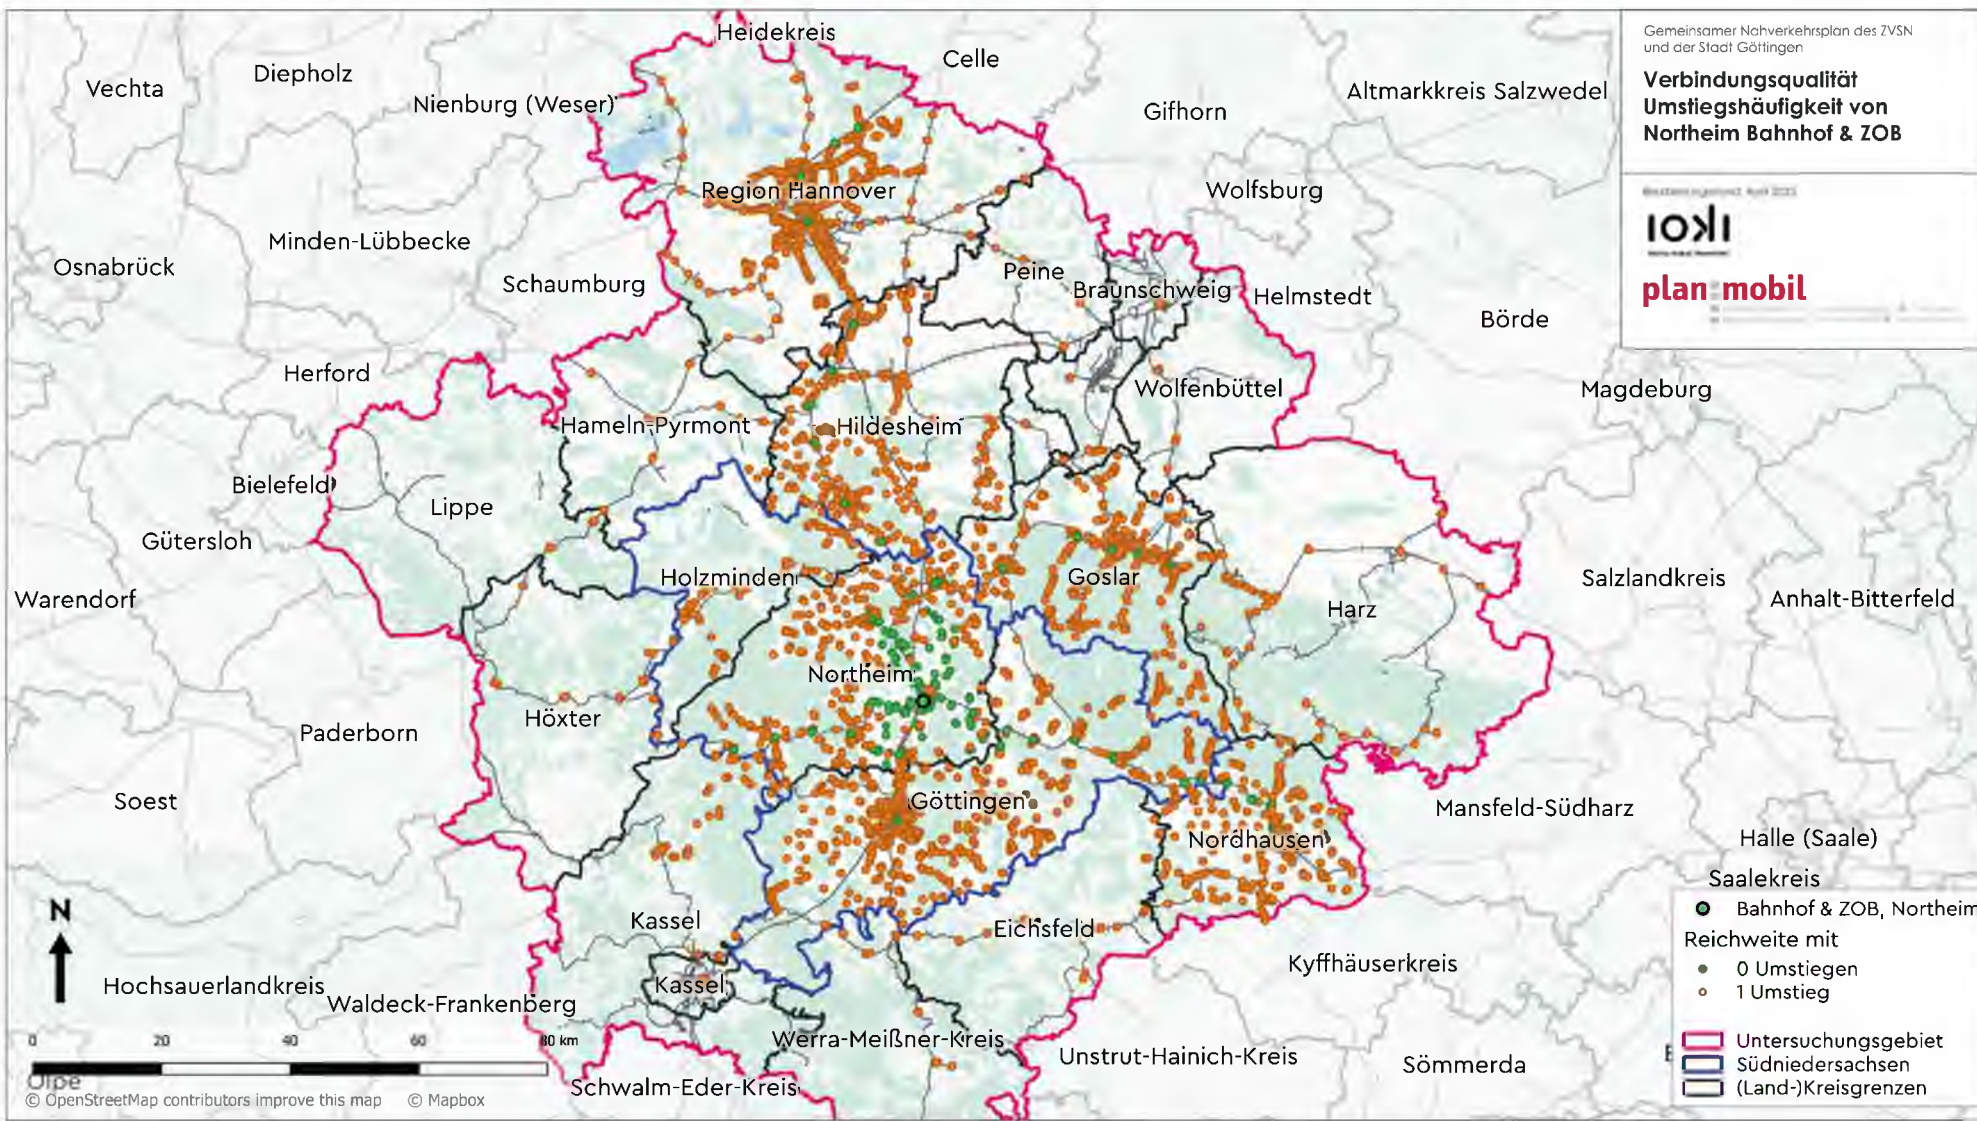 Heidekreis
Celle
Vechta
Diepholz
Nienburg (Weser)
Gifhorn
Altmarkkreis Salzwedel
Gemeinsamer Nahverkehrsplan des ZVSN
und der Stadt Göttingen
Verbindungsqualität
Umstiegshäufigkeit von
Northeim Bahnhof & ZOB
ioki
plan:mobil
Region Hannover
Wolfsburg
Minden-Lübbecke
Osnabrück
Schaumburg
Peine
Braunschweig
Helmstedt
Börde
Herford
Wolfenbüttel
Magdeburg
Hameln-Pyrmont
Hildesheim
Bielefeld
Lippe
Gütersloh
Holzminden
Goslar
Salzlandkreis
Warendorf
Harz
Anhalt-Bitterfeld
Northeim
Höxter
Paderborn
Soest
Göttingen
Mansfeld-Südharz
Nordhausen
Halle (Saale)
Saalekreis
Kassel
Eichsfeld
Kyffhäuserkreis
Hochsauerlandkreis
Kassel
Waldeck-Frankenberg
Werra-Meißner-Kreis
Unstrut-Hainich-Kreis
Sömmerda
Schwalm-Eder-Kreis
Olpe
N
0 20 40 60 80 km
© OpenStreetMap contributors improve this map © Mapbox
Bahnhof & ZOB, Northeim
Reichweite mit
0 Umstiegen
1 Umstieg
Untersuchungsgebiet
Südniedersachsen
(Land-)Kreisgrenzen